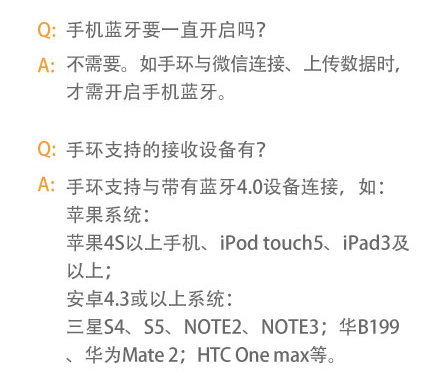 Q: 手机蓝牙要一直开启吗?
A: 不需要。如手环与微信连接、上传数据时,
才需开启手机蓝牙。
Q: 手环支持的接收设备有?
A: 手环支持与带有蓝牙4.0设备连接, 如:
苹果系统:
苹果4S以上手机、iPod touch5、iPad3及
以上;
安卓4.3或以上系统:
三星S4、S5、NOTE2、NOTE3; 华B199
、华为Mate 2; HTC One max等。